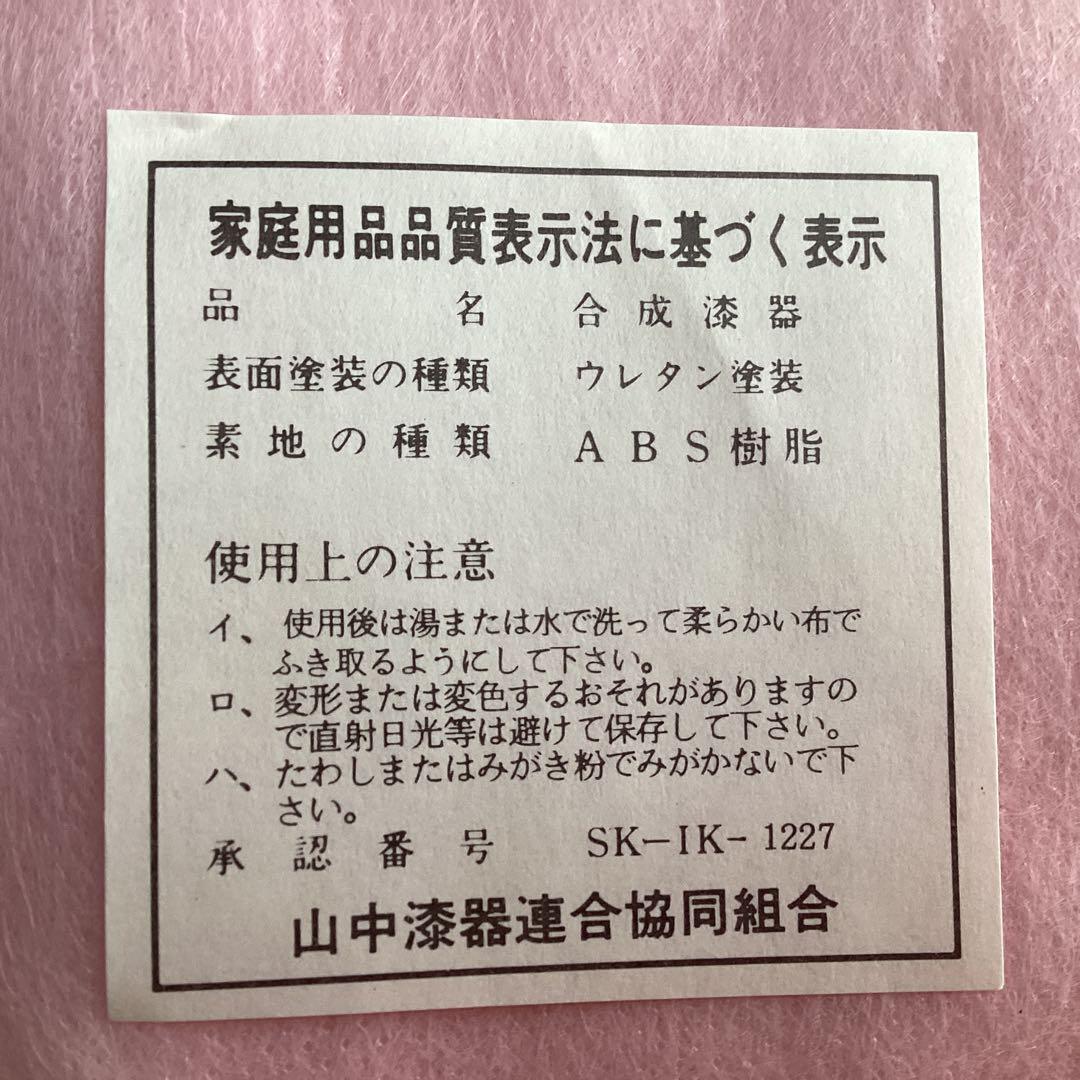 家庭用品品質表示法に基づく表示
品名 合成漆器
表面塗装の種類 ウレタン塗装
素地の種類 ABS樹脂
使用上の注意
イ、使用後は湯または水で洗って柔らかい布で
ふき取るようにして下さい。
ロ、変形または変色するおそれがありますの
で直射日光等は避けて保存して下さい。
ハ、たわしまたはみがき粉でみがかないで下
さい。
承認番号 SK-IK-1227
山中漆器連合協同組合